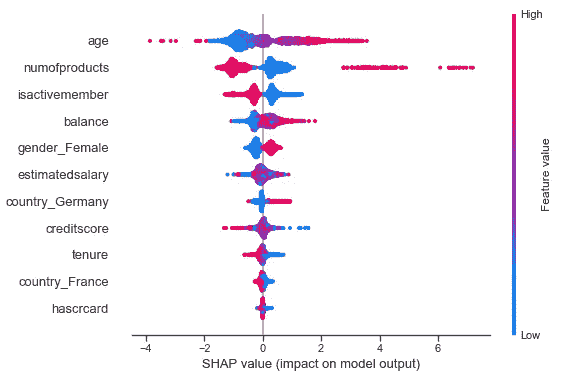 High
age
numofproducts
isactivemember
balance
gender_Female
estimatedsalary
country_Germany
creditscore
tenure
country_France
hascrcard
Feature value
Low
−4 −2 0 2 4 6
SHAP value (impact on model output)